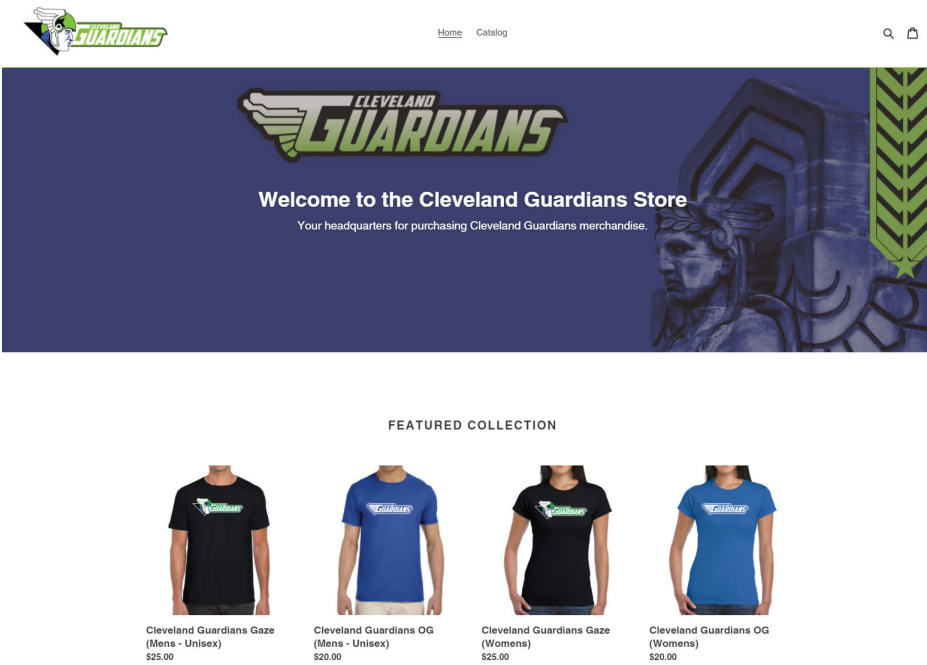 CLEVELAND
GUARDIANS
Home Catalog
CLEVELAND
GUARDIANS
Welcome to the Cleveland Guardians Store
Your headquarters for purchasing Cleveland Guardians merchandise.
FEATURED COLLECTION
GUARDIANS
GUARDIANS
GUARDIANS
GUARDIANS
Cleveland Guardians Gaze
(Mens - Unisex)
$25.00
Cleveland Guardians OG
(Mens - Unisex)
$20.00
Cleveland Guardians Gaze
(Womens)
$25.00
Cleveland Guardians OG
(Womens)
$20.00